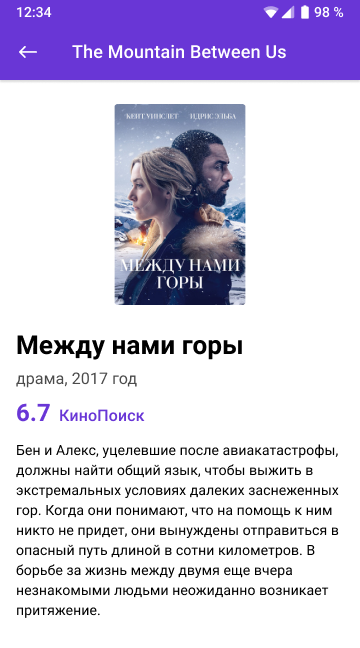 12:34 98 %
The Mountain Between Us
КЕЙТ УИНСЛЕТ ИДРИС ЭЛЬБА
МЕЖДУ НАМИ
ГОРЫ
Между нами горы
драма, 2017 год
6.7 КиноПоиск
Бен и Алекс, уцелевшие после авиакатастрофы,
должны найти общий язык, чтобы выжить в
экстремальных условиях далеких заснеженных
гор. Когда они понимают, что на помощь к ним
никто не придет, они вынуждены отправиться в
опасный путь длиной в сотни километров. В
борьбе за жизнь между двумя еще вчера
незнакомыми людьми неожиданно возникает
притяжение.